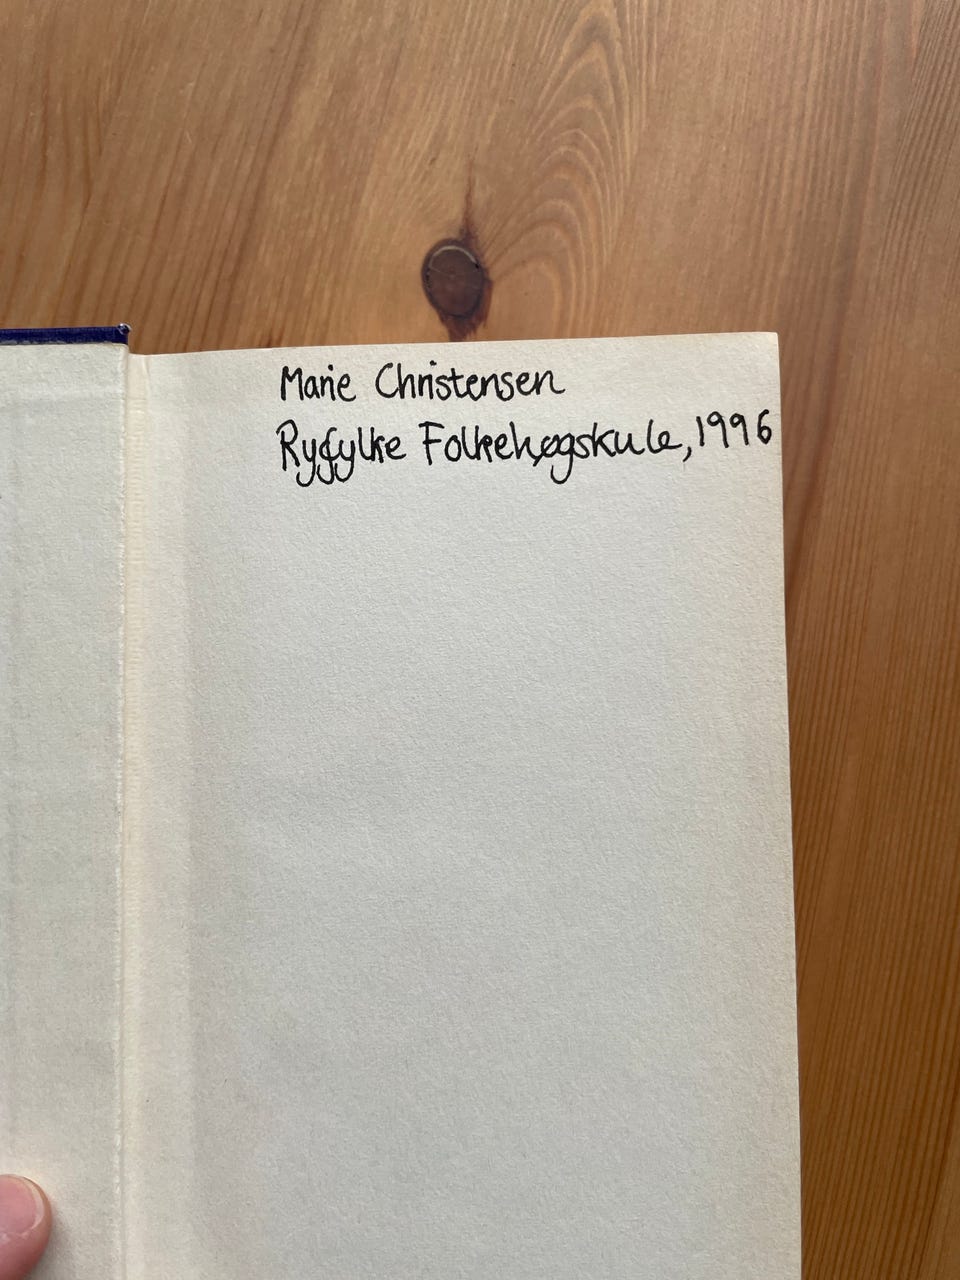 Marie Christensen
Ryfylke Folkehøgskule, 1996